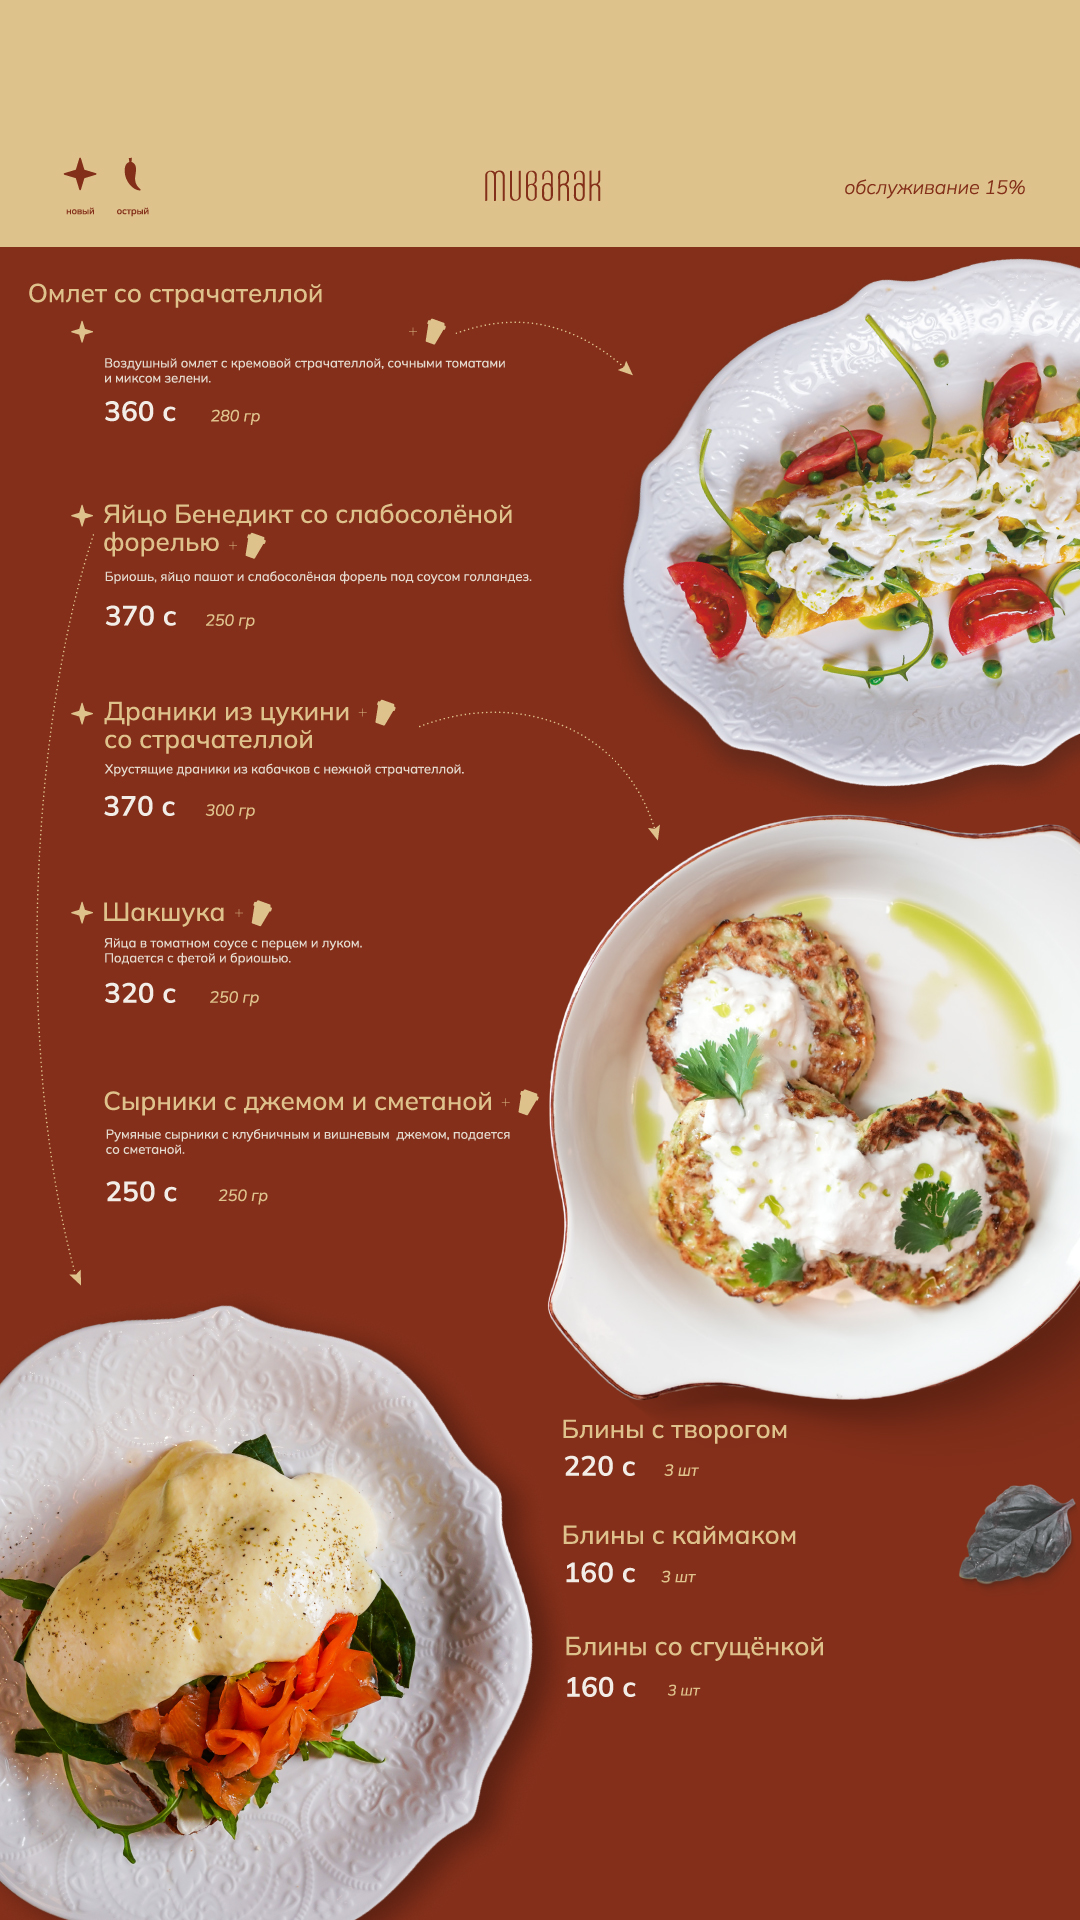 новый
острый
MUBARAK
обслуживание 15%
Омлет со страчателлой
+
Воздушный омлет с кремовой страчателлой, сочными томатами
и миксом зелени.
360 с 280 гр
Яйцо Бенедикт со слабосолёной
форелью +
Бриошь, яйцо пашот и слабосолёная форель под соусом голландез.
370 с 250 гр
Драники из цукини +
со страчателлой
Хрустящие драники из кабачков с нежной страчателлой.
370 с 300 гр
Шакшука +
Яйца в томатном соусе с перцем и луком.
Подается с фетой и бриошью.
320 с 250 гр
Сырники с джемом и сметаной +
Румяные сырники с клубничным и вишневым джемом, подается
со сметаной.
250 с 250 гр
Блины с творогом
220 с 3 шт
Блины с каймаком
160 с 3 шт
Блины со сгущёнкой
160 с 3 шт